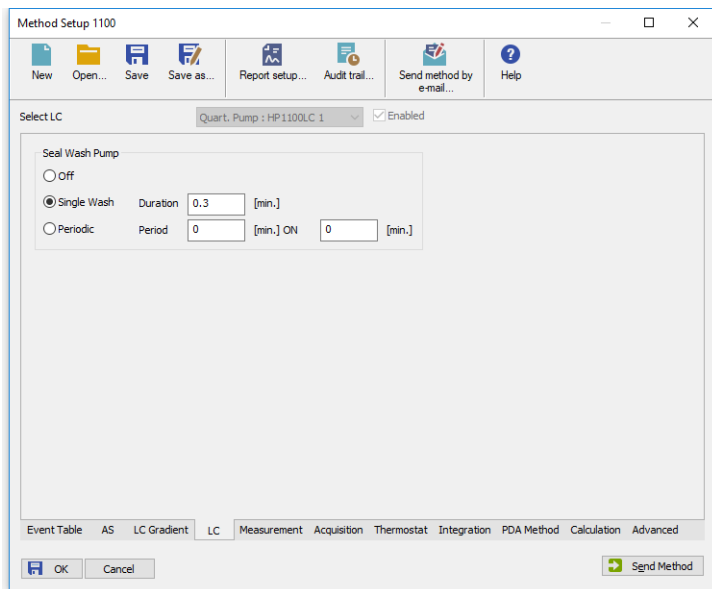 Method Setup 1100
New Open... Save Save as... Report setup... Audit trail... Send method by e-mail... ? Help
Select LC Quart. Pump : HP1100LC 1 Enabled
Seal Wash Pump
Off
Single Wash Duration 0.3 [min.]
Periodic Period 0 [min.] ON 0 [min.]
Event Table AS LC Gradient LC Measurement Acquisition Thermostat Integration PDA Method Calculation Advanced
OK Cancel Send Method